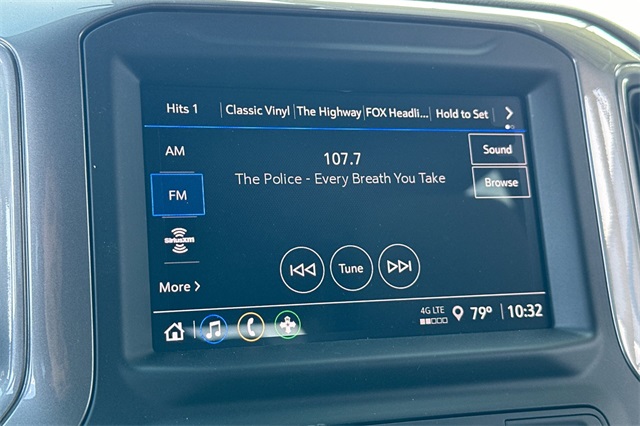 Hits 1 Classic Vinyl The Highway FOX Headli... Hold to Set
AM
107.7
Sound
The Police - Every Breath You Take
FM
Browse
SiriusXM
Tune
More
4G LTE 79° 10:32